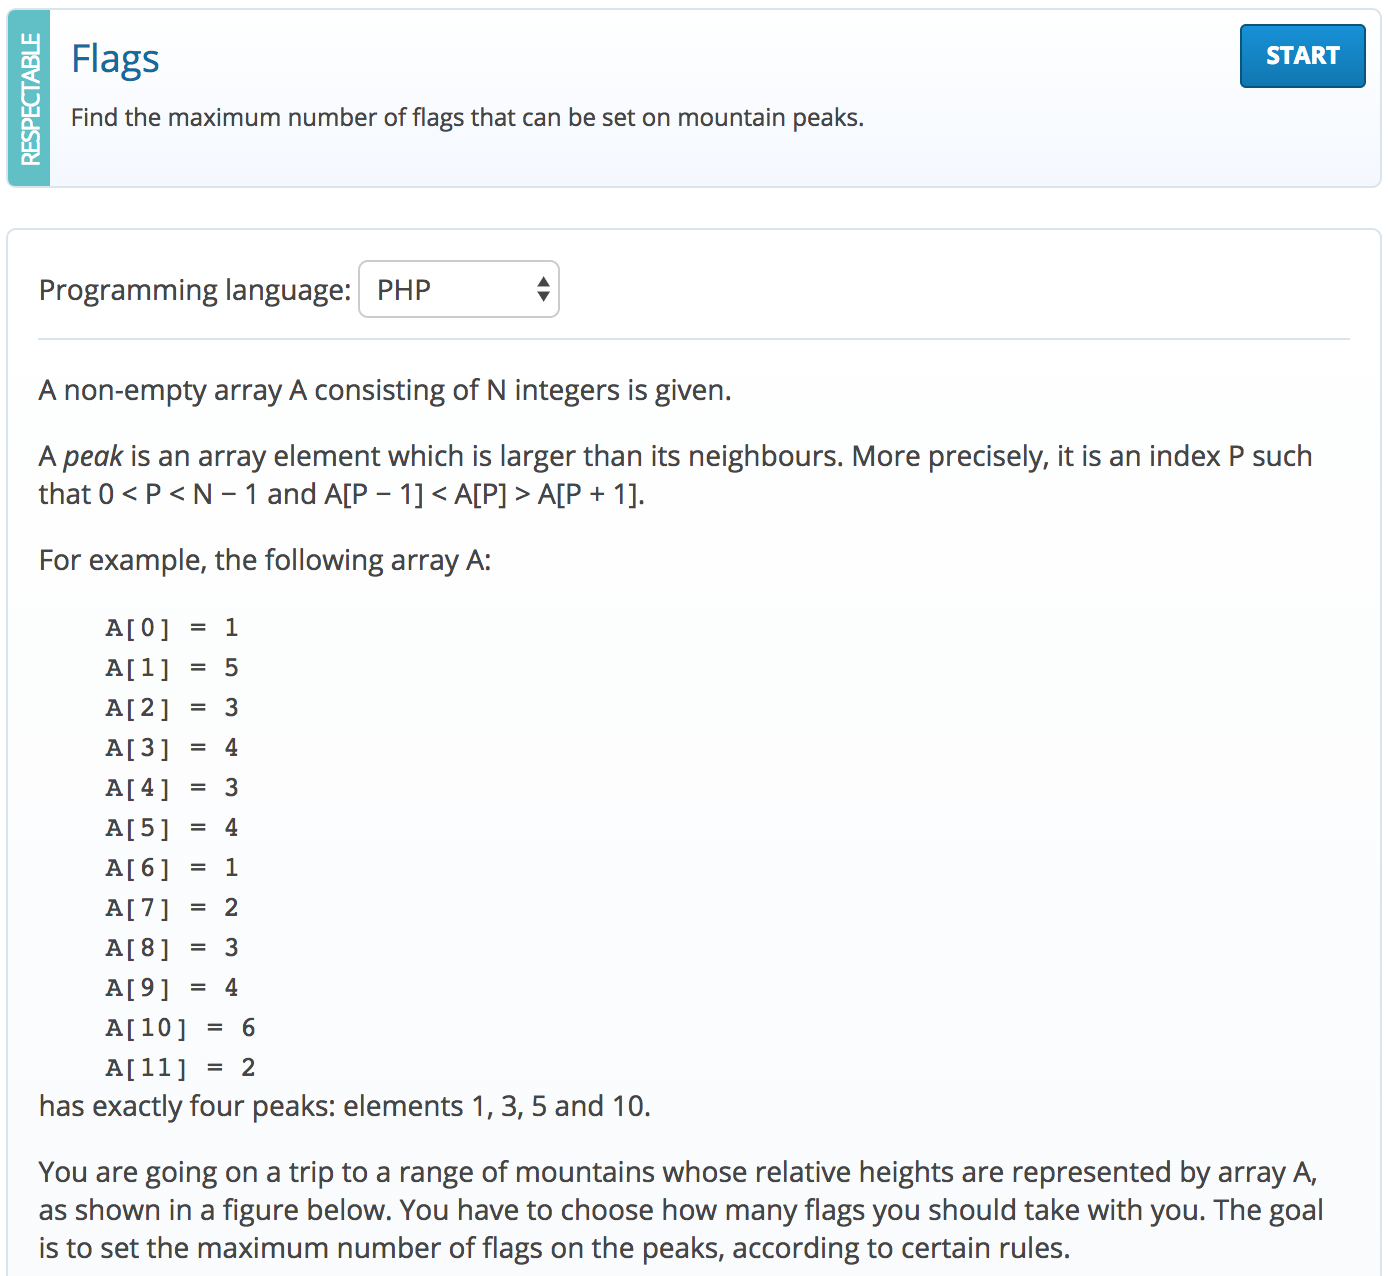 RESPECTABLE
Flags
START
Find the maximum number of flags that can be set on mountain peaks.
Programming language: PHP
A non-empty array A consisting of N integers is given.
A peak is an array element which is larger than its neighbours. More precisely, it is an index P such
that 0 < P < N − 1 and A[P − 1] < A[P] > A[P + 1].
For example, the following array A:
A[0] = 1
A[1] = 5
A[2] = 3
A[3] = 4
A[4] = 3
A[5] = 4
A[6] = 1
A[7] = 2
A[8] = 3
A[9] = 4
A[10] = 6
A[11] = 2
has exactly four peaks: elements 1, 3, 5 and 10.
You are going on a trip to a range of mountains whose relative heights are represented by array A,
as shown in a figure below. You have to choose how many flags you should take with you. The goal
is to set the maximum number of flags on the peaks, according to certain rules.